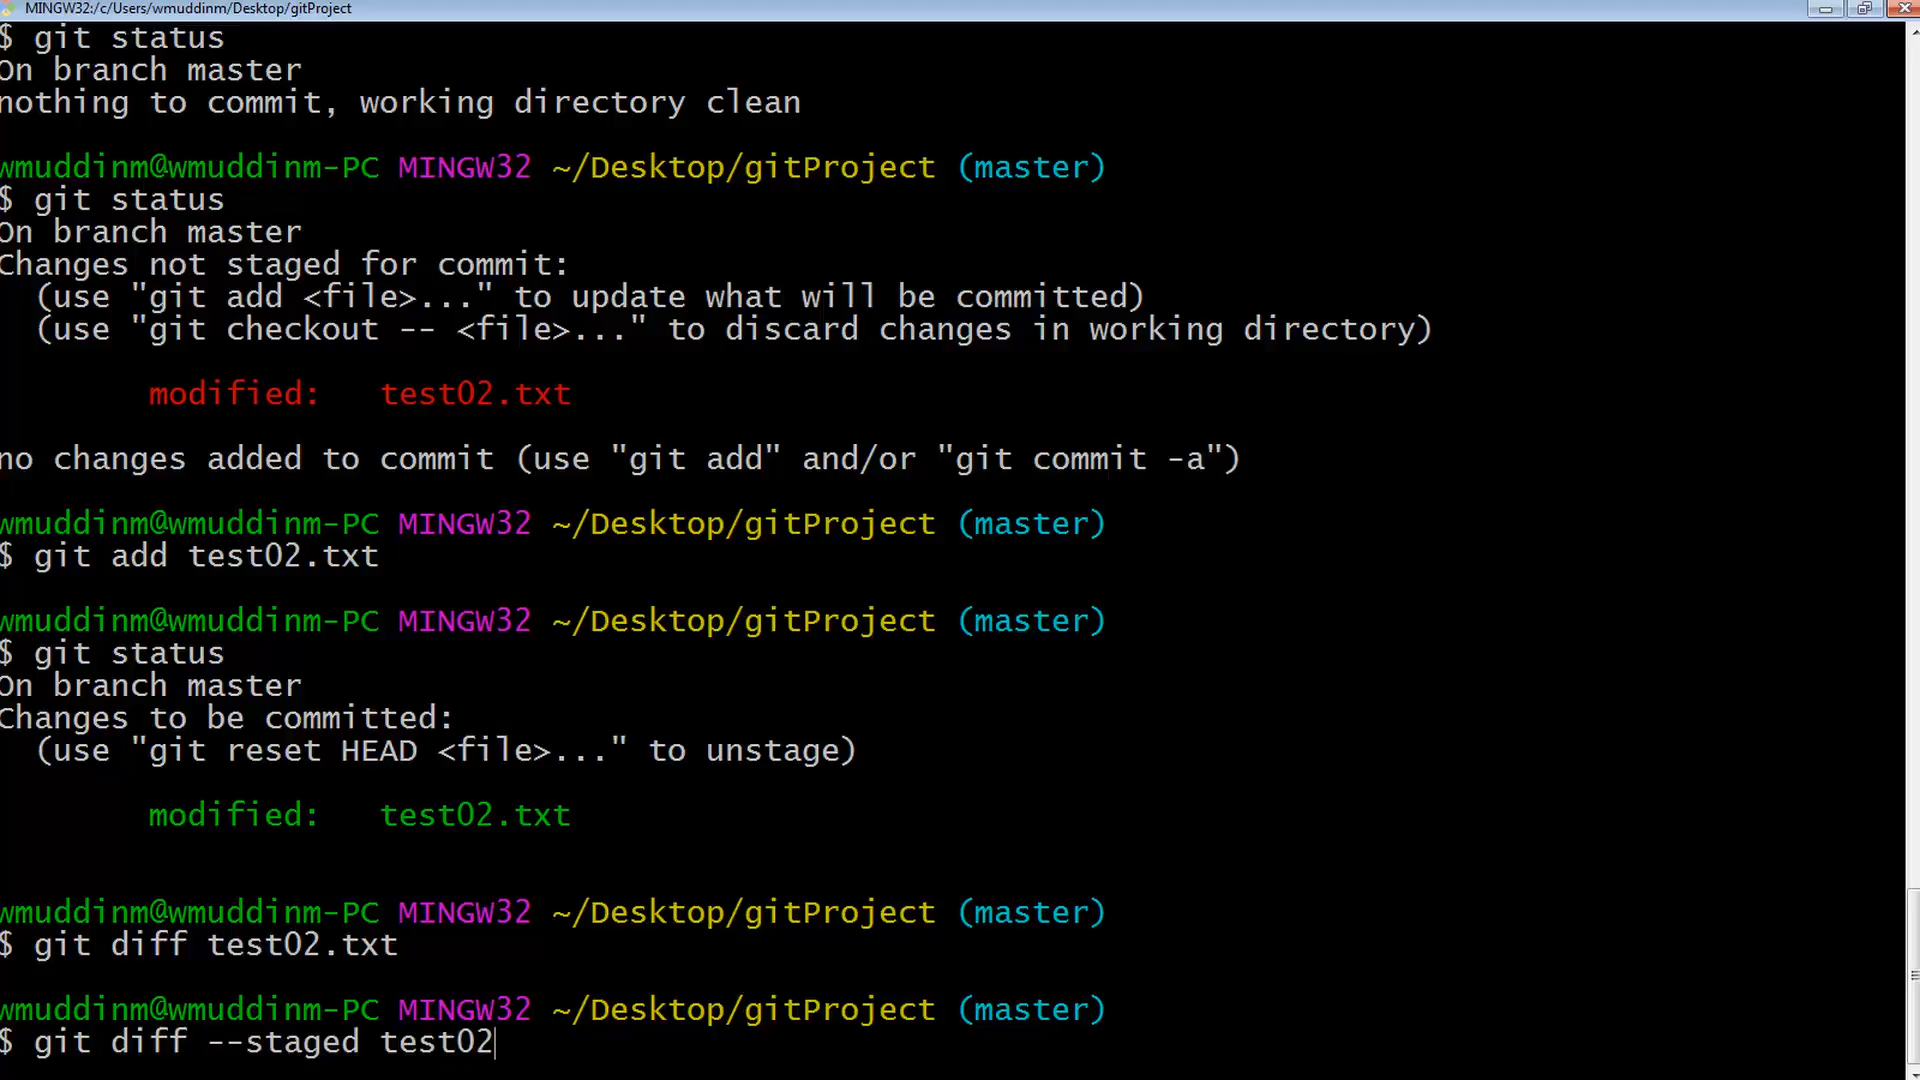 MINGW32:/c/Users/wmuddinm/Desktop/gitProject
$ git status
On branch master
nothing to commit, working directory clean
wmuddinm@wmuddinm-PC MINGW32 ~/Desktop/gitProject (master)
$ git status
On branch master
Changes not staged for commit:
  (use "git add <file>..." to update what will be committed)
  (use "git checkout -- <file>..." to discard changes in working directory)
        modified:   test02.txt
no changes added to commit (use "git add" and/or "git commit -a")
wmuddinm@wmuddinm-PC MINGW32 ~/Desktop/gitProject (master)
$ git add test02.txt
wmuddinm@wmuddinm-PC MINGW32 ~/Desktop/gitProject (master)
$ git status
On branch master
Changes to be committed:
  (use "git reset HEAD <file>..." to unstage)
        modified:   test02.txt
wmuddinm@wmuddinm-PC MINGW32 ~/Desktop/gitProject (master)
$ git diff test02.txt
wmuddinm@wmuddinm-PC MINGW32 ~/Desktop/gitProject (master)
$ git diff --staged test02